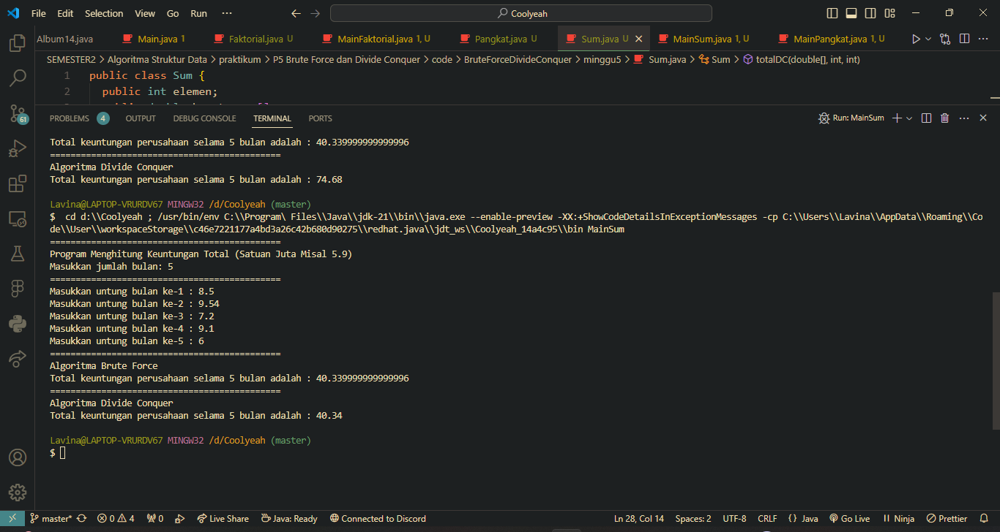 File Edit Selection View Go Run ··· Coolyeah
Album14.java Main.java 1 Faktorial.java U MainFaktorial.java 1, U Pangkat.java U Sum.java U MainSum.java 1, U MainPangkat.java 1, U
SEMESTER2 > Algoritma Struktur Data > praktikum > P5 Brute Force dan Divide Conquer > code > BruteForceDivideConquer > minggu5 > Sum.java > Sum > totalDC(double[], int, int)
1 public class Sum {
2 public int elemen;
PROBLEMS 4 OUTPUT DEBUG CONSOLE TERMINAL PORTS Run: MainSum
Total keuntungan perusahaan selama 5 bulan adalah : 40.339999999999996
=============================================
Algoritma Divide Conquer
Total keuntungan perusahaan selama 5 bulan adalah : 74.68
Lavina@LAPTOP-VRURDV67 MINGW32 /d/Coolyeah (master)
$ cd d:\\Coolyeah ; /usr/bin/env C:\\Program\ Files\\Java\\jdk-21\\bin\\java.exe --enable-preview -XX:+ShowCodeDetailsInExceptionMessages -cp C:\\Users\\Lavina\\AppData\\Roaming\\Co
de\\User\\workspaceStorage\\c46e7221177a4bd3a26c42b680d90275\\redhat.java\\jdt_ws\\Coolyeah_14a4c95\\bin MainSum
=============================================
Program Menghitung Keuntungan Total (Satuan Juta Misal 5.9)
Masukkan jumlah bulan: 5
=============================================
Masukkan untung bulan ke-1 : 8.5
Masukkan untung bulan ke-2 : 9.54
Masukkan untung bulan ke-3 : 7.2
Masukkan untung bulan ke-4 : 9.1
Masukkan untung bulan ke-5 : 6
=============================================
Algoritma Brute Force
Total keuntungan perusahaan selama 5 bulan adalah : 40.339999999999996
=============================================
Algoritma Divide Conquer
Total keuntungan perusahaan selama 5 bulan adalah : 40.34
Lavina@LAPTOP-VRURDV67 MINGW32 /d/Coolyeah (master)
$
61
master* 0 4 0 Live Share Java: Ready Connected to Discord Ln 28, Col 14 Spaces: 2 UTF-8 CRLF {} Java Go Live Ninja Prettier